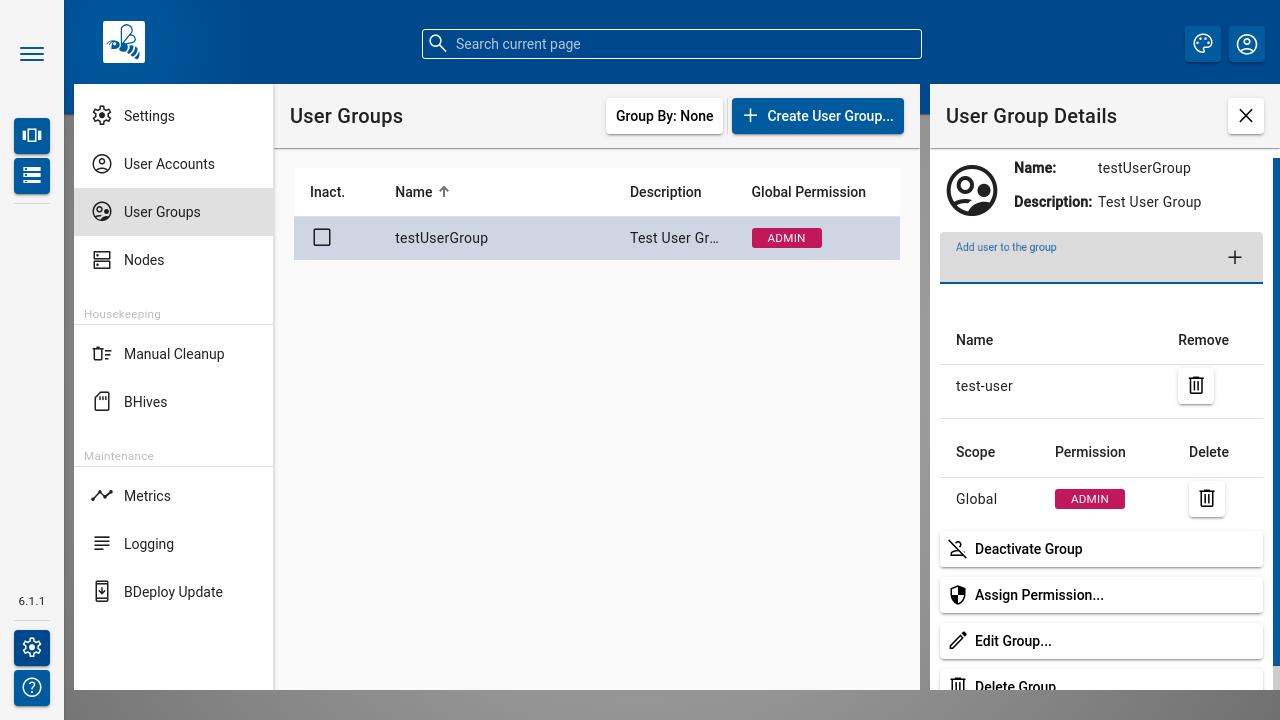 Search current page
Settings
User Accounts
User Groups
Nodes
Housekeeping
Manual Cleanup
BHives
Maintenance
Metrics
Logging
BDeploy Update
6.1.1
User Groups
Group By: None
Create User Group...
Inact. Name Description Global Permission
testUserGroup Test User Gr... ADMIN
User Group Details
Name: testUserGroup
Description: Test User Group
Add user to the group
Name Remove
test-user
Scope Permission Delete
Global ADMIN
Deactivate Group
Assign Permission...
Edit Group...
Delete Group